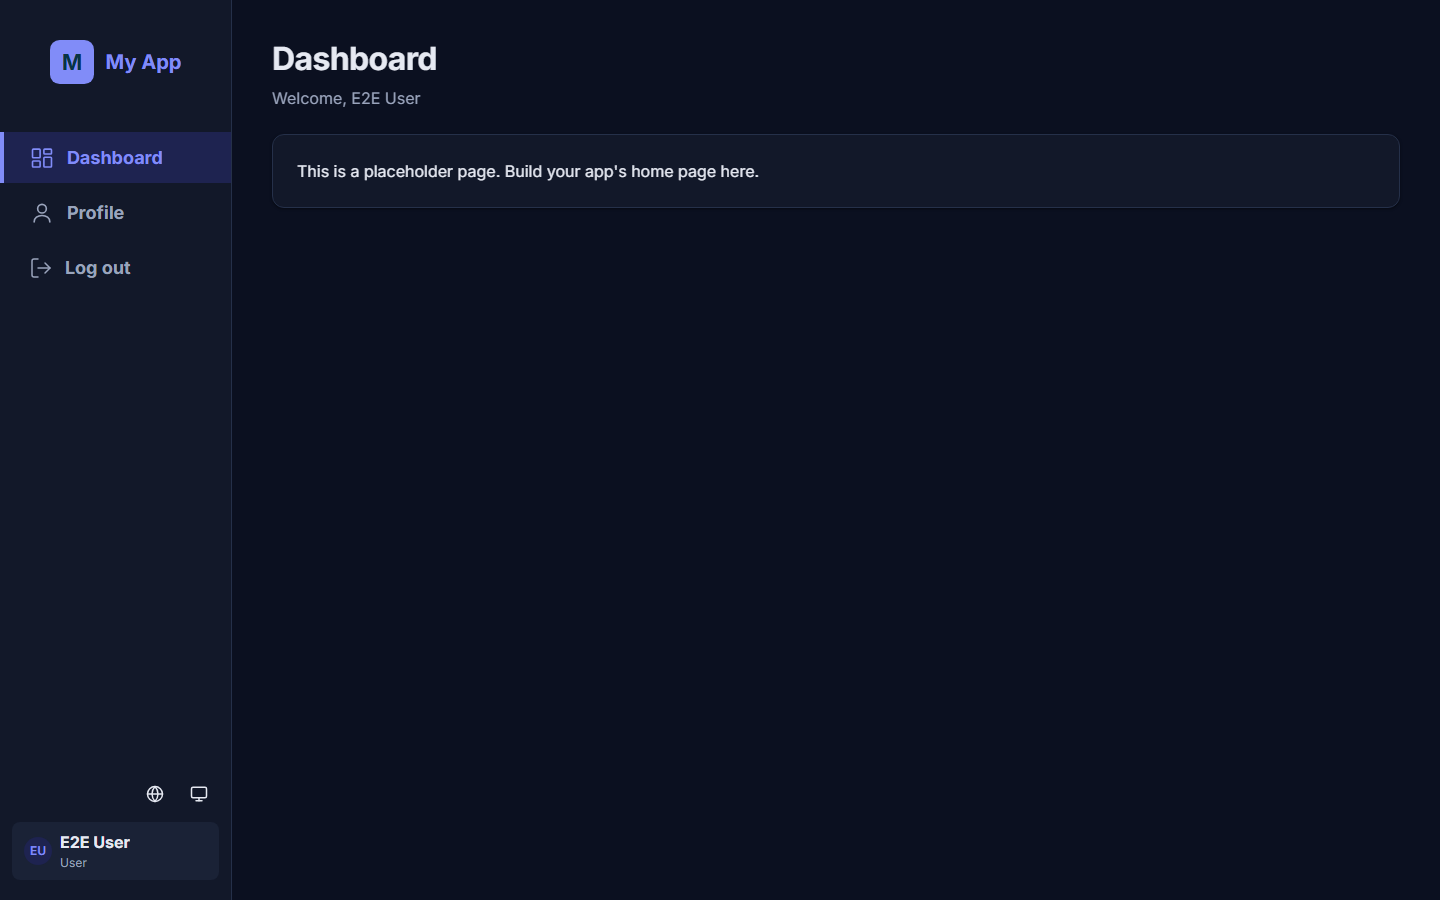 M My App
Dashboard
Profile
Log out
EU
E2E User
User
Dashboard
Welcome, E2E User
This is a placeholder page. Build your app's home page here.